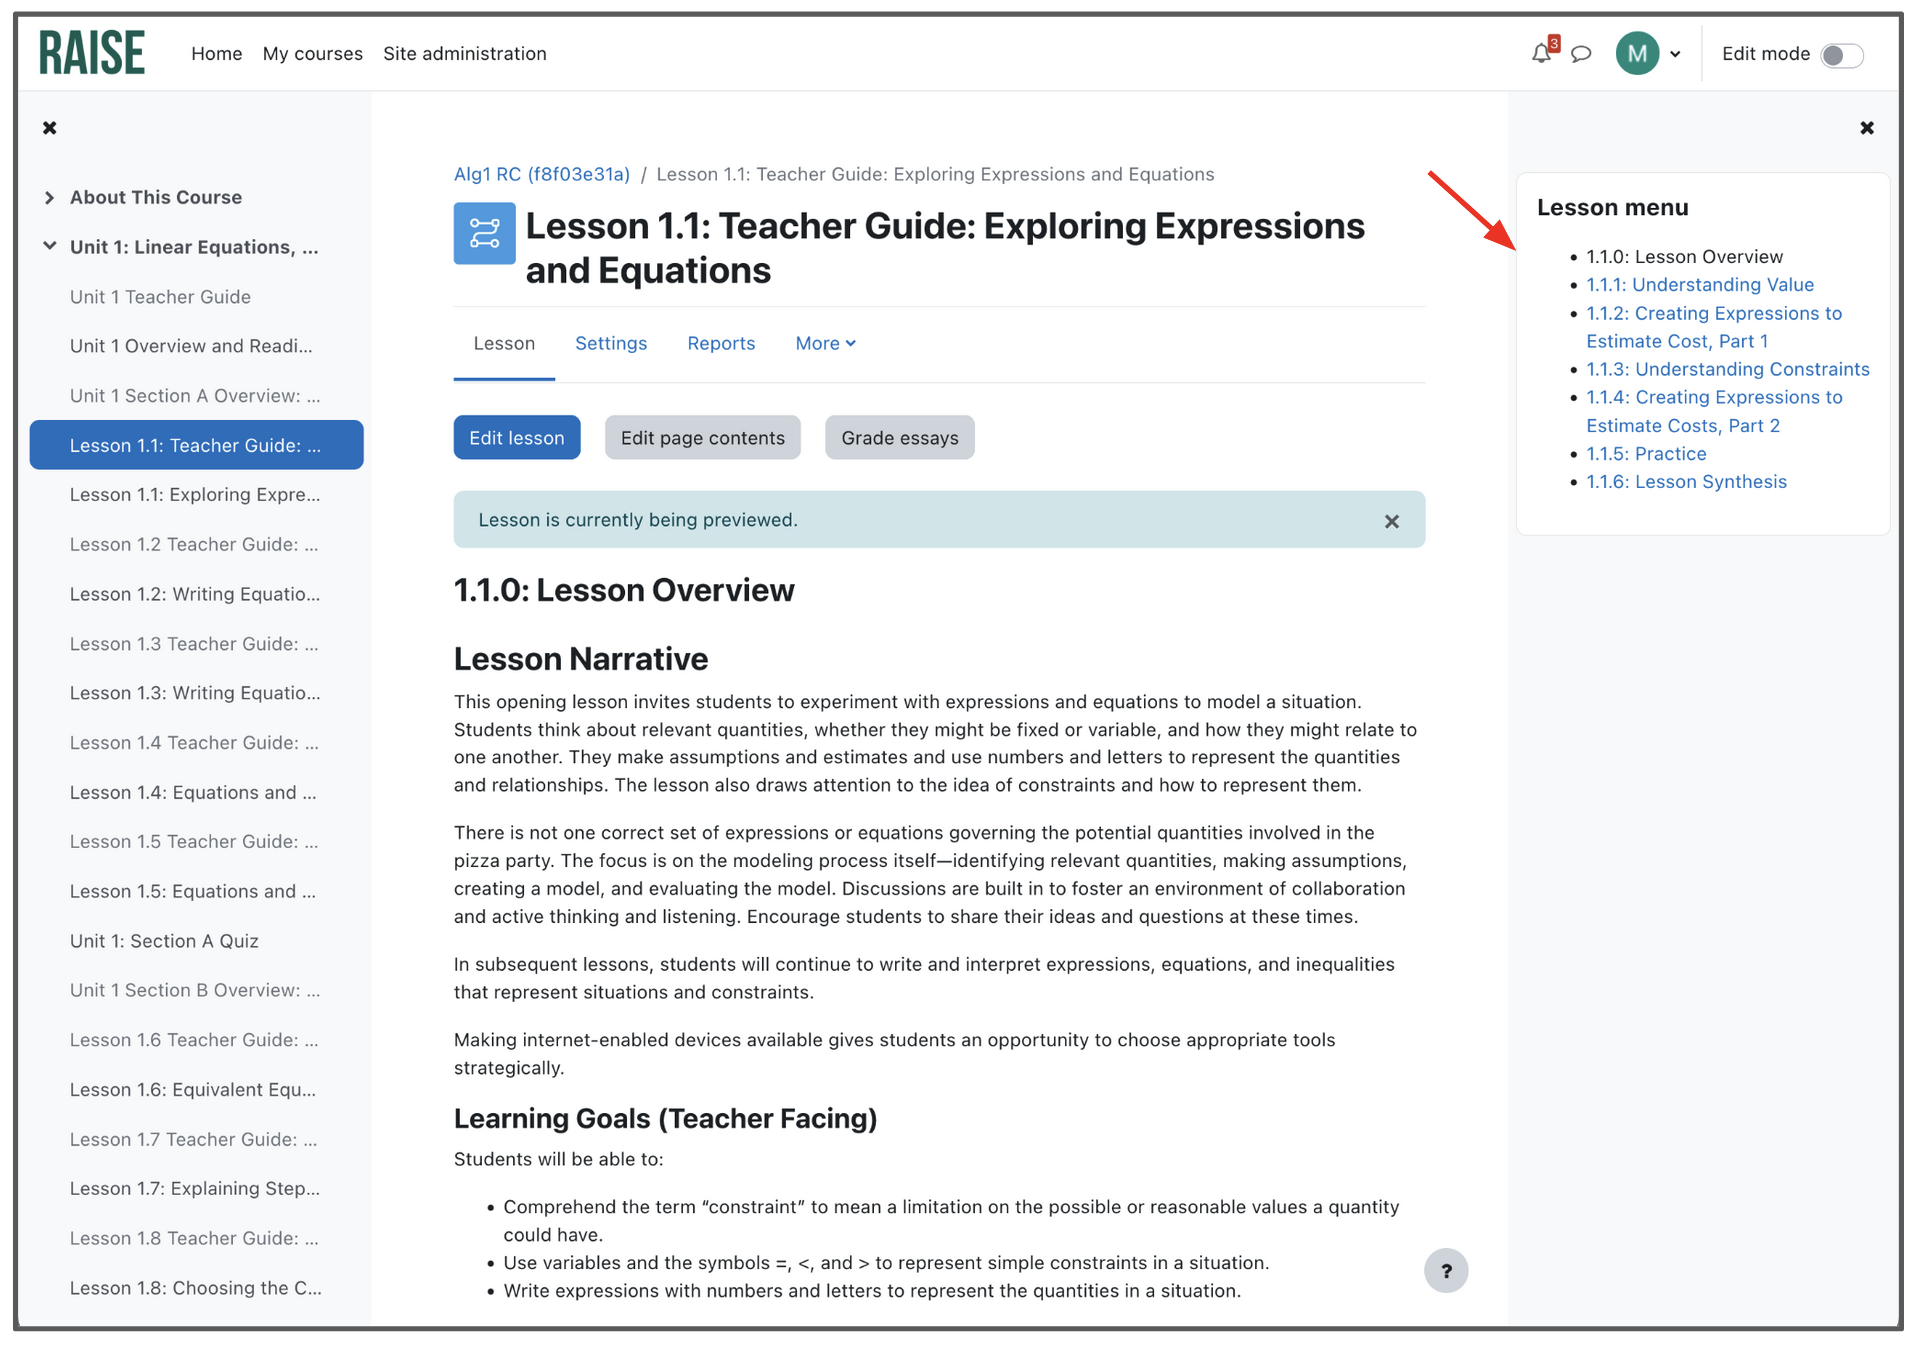 RAISE
Home My courses Site administration
3
M
Edit mode
About This Course
Unit 1: Linear Equations, ...
Unit 1 Teacher Guide
Unit 1 Overview and Readi...
Unit 1 Section A Overview: ...
Lesson 1.1: Teacher Guide: ...
Lesson 1.1: Exploring Expre...
Lesson 1.2 Teacher Guide: ...
Lesson 1.2: Writing Equatio...
Lesson 1.3 Teacher Guide: ...
Lesson 1.3: Writing Equatio...
Lesson 1.4 Teacher Guide: ...
Lesson 1.4: Equations and ...
Lesson 1.5 Teacher Guide: ...
Lesson 1.5: Equations and ...
Unit 1: Section A Quiz
Unit 1 Section B Overview: ...
Lesson 1.6 Teacher Guide: ...
Lesson 1.6: Equivalent Equ...
Lesson 1.7 Teacher Guide: ...
Lesson 1.7: Explaining Step...
Lesson 1.8 Teacher Guide: ...
Lesson 1.8: Choosing the C...
Alg1 RC (f8f03e31a) / Lesson 1.1: Teacher Guide: Exploring Expressions and Equations
Lesson 1.1: Teacher Guide: Exploring Expressions
and Equations
Lesson Settings Reports More
Edit lesson Edit page contents Grade essays
Lesson is currently being previewed.
1.1.0: Lesson Overview
Lesson Narrative
This opening lesson invites students to experiment with expressions and equations to model a situation.
Students think about relevant quantities, whether they might be fixed or variable, and how they might relate to
one another. They make assumptions and estimates and use numbers and letters to represent the quantities
and relationships. The lesson also draws attention to the idea of constraints and how to represent them.
There is not one correct set of expressions or equations governing the potential quantities involved in the
pizza party. The focus is on the modeling process itself—identifying relevant quantities, making assumptions,
creating a model, and evaluating the model. Discussions are built in to foster an environment of collaboration
and active thinking and listening. Encourage students to share their ideas and questions at these times.
In subsequent lessons, students will continue to write and interpret expressions, equations, and inequalities
that represent situations and constraints.
Making internet-enabled devices available gives students an opportunity to choose appropriate tools
strategically.
Learning Goals (Teacher Facing)
Students will be able to:
• Comprehend the term “constraint” to mean a limitation on the possible or reasonable values a quantity
could have.
• Use variables and the symbols =, <, and > to represent simple constraints in a situation.
• Write expressions with numbers and letters to represent the quantities in a situation.
?
Lesson menu
• 1.1.0: Lesson Overview
• 1.1.1: Understanding Value
• 1.1.2: Creating Expressions to
Estimate Cost, Part 1
• 1.1.3: Understanding Constraints
• 1.1.4: Creating Expressions to
Estimate Costs, Part 2
• 1.1.5: Practice
• 1.1.6: Lesson Synthesis